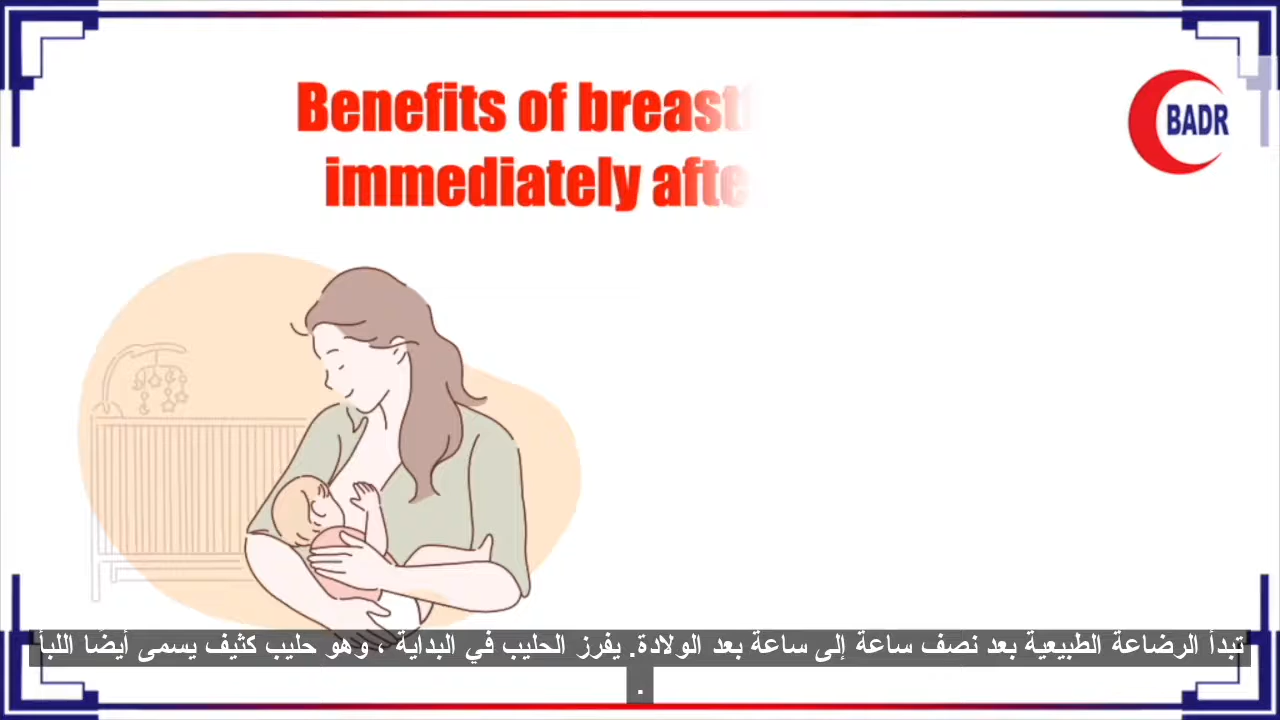 Benefits of breast
immediately afte
BADR
تبدأ الرضاعة الطبيعية بعد نصف ساعة إلى ساعة بعد الولادة. يفرز الحليب في البداية ، وهو حليب كثيف يسمى أيضًا اللبأ
.